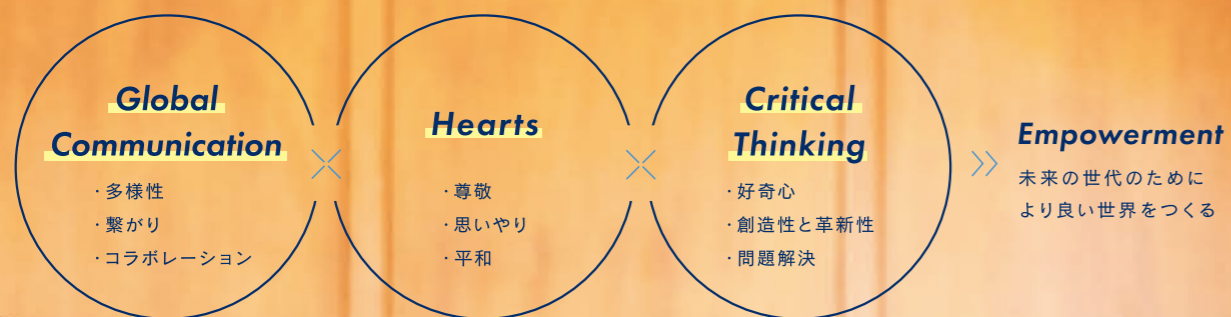 Global
Communication
・多様性
・繋がり
・コラボレーション
×
Hearts
・尊敬
・思いやり
・平和
×
Critical
Thinking
・好奇心
・創造性と革新性
・問題解決
»
Empowerment
未来の世代のために
より良い世界をつくる